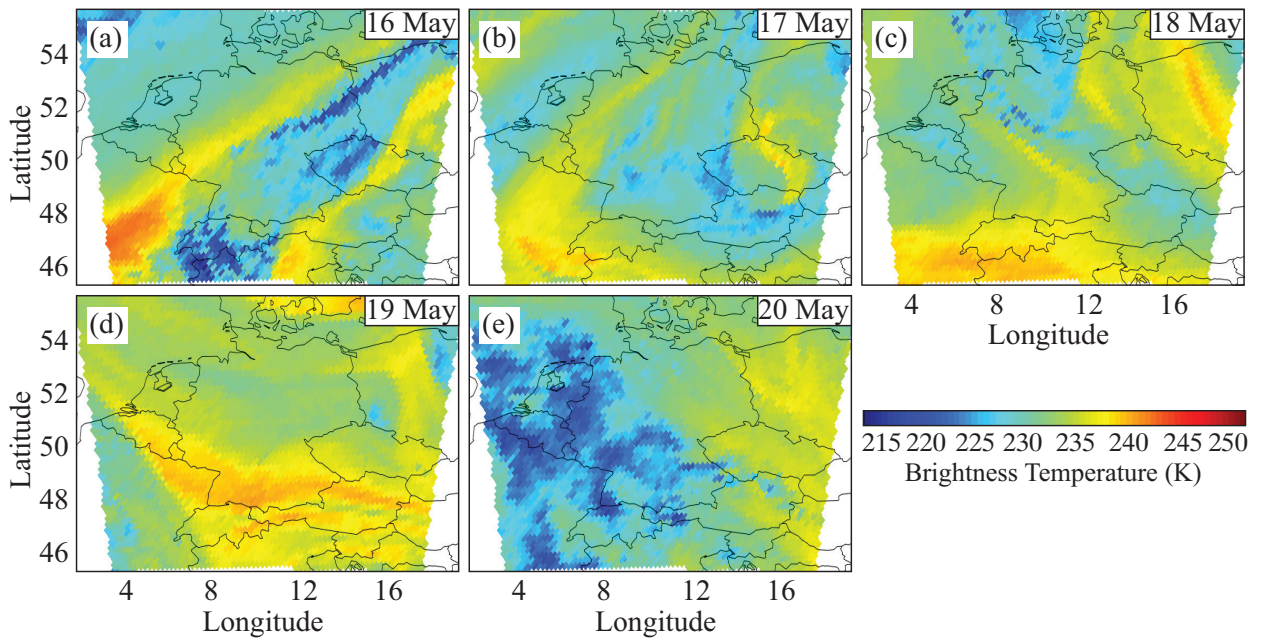 (a) 16 May
(b) 17 May
(c) 18 May
Latitude
54
52
50
48
46
4 8 12 16
Longitude
(d) 19 May
(e) 20 May
Latitude
54
52
50
48
46
4 8 12 16
Longitude
4 8 12 16
Longitude
215 220 225 230 235 240 245 250
Brightness Temperature (K)